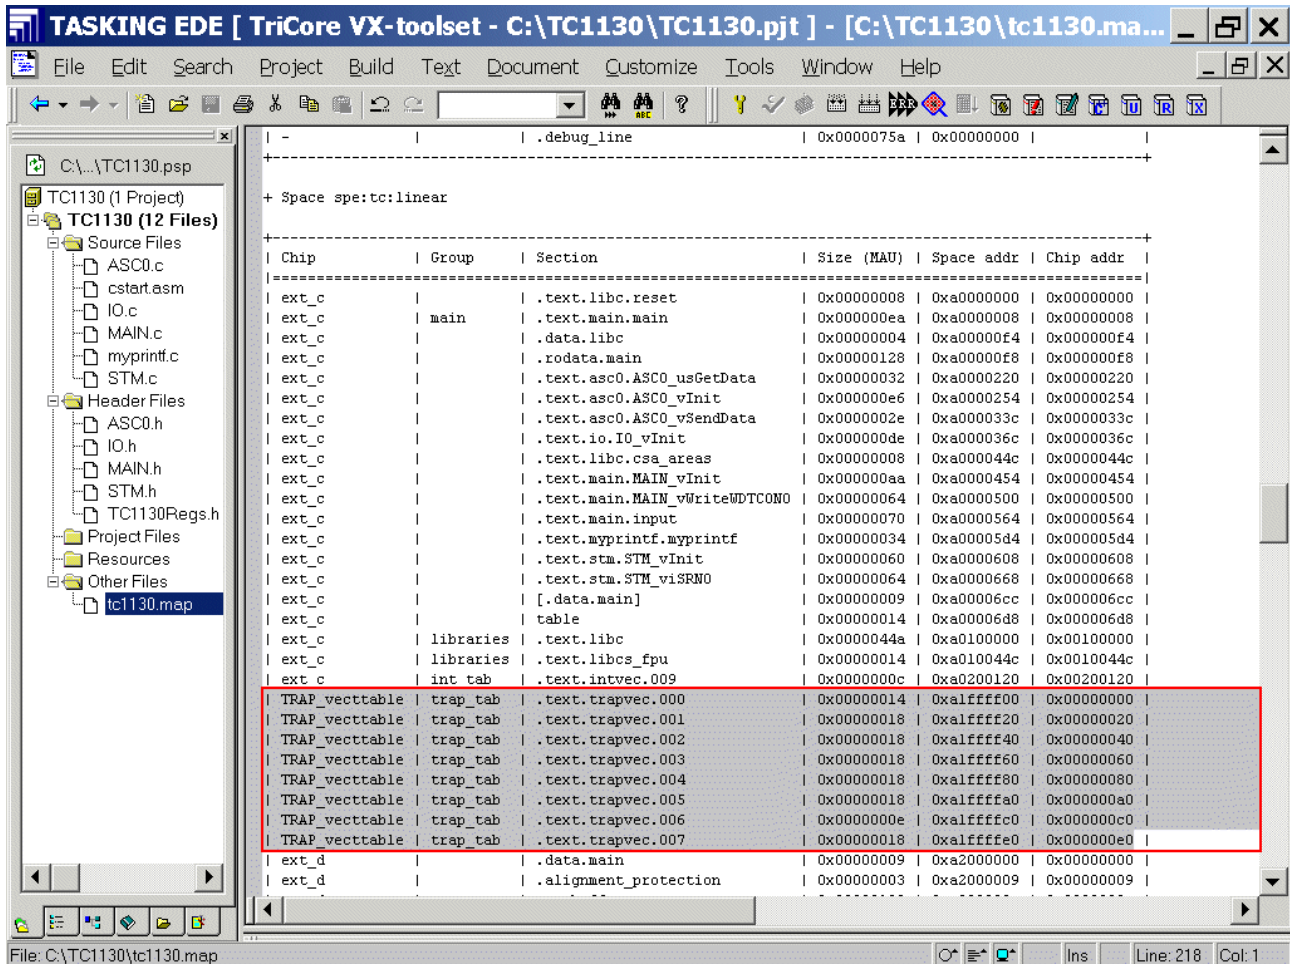 TASKING EDE [ TriCore VX-toolset - C:\TC1130\TC1130.pjt ] - [C:\TC1130\tc1130.ma...
File Edit Search Project Build Text Document Customize Tools Window Help
C:\...\TC1130.psp
TC1130 (1 Project)
TC1130 (12 Files)
Source Files
ASC0.c
cstart.asm
IO.c
MAIN.c
myprintf.c
STM.c
Header Files
ASC0.h
IO.h
MAIN.h
STM.h
TC1130Regs.h
Project Files
Resources
Other Files
tc1130.map
| - | | .debug_line | 0x0000075a | 0x00000000 |
+ Space spe:tc:linear
| Chip | Group | Section | Size (MAU) | Space addr | Chip addr |
| ext_c | | .text.libc.reset | 0x00000008 | 0xa0000000 | 0x00000000 |
| ext_c | main | .text.main.main | 0x000000ea | 0xa0000008 | 0x00000008 |
| ext_c | | .data.libc | 0x00000004 | 0xa00000f4 | 0x000000f4 |
| ext_c | | .rodata.main | 0x00000128 | 0xa00000f8 | 0x000000f8 |
| ext_c | | .text.asc0.ASC0_usGetData | 0x00000032 | 0xa0000220 | 0x00000220 |
| ext_c | | .text.asc0.ASC0_vInit | 0x000000e6 | 0xa0000254 | 0x00000254 |
| ext_c | | .text.asc0.ASC0_vSendData | 0x0000002e | 0xa000033c | 0x0000033c |
| ext_c | | .text.io.IO_vInit | 0x000000de | 0xa000036c | 0x0000036c |
| ext_c | | .text.libc.csa_areas | 0x00000008 | 0xa000044c | 0x0000044c |
| ext_c | | .text.main.MAIN_vInit | 0x000000aa | 0xa0000454 | 0x00000454 |
| ext_c | | .text.main.MAIN_vWriteWDTCON0 | 0x00000064 | 0xa0000500 | 0x00000500 |
| ext_c | | .text.main.input | 0x00000070 | 0xa0000564 | 0x00000564 |
| ext_c | | .text.myprintf.myprintf | 0x00000034 | 0xa00005d4 | 0x000005d4 |
| ext_c | | .text.stm.STM_vInit | 0x00000060 | 0xa0000608 | 0x00000608 |
| ext_c | | .text.stm.STM_viSRN0 | 0x00000064 | 0xa0000668 | 0x00000668 |
| ext_c | | [.data.main] | 0x00000009 | 0xa00006cc | 0x000006cc |
| ext_c | | table | 0x00000014 | 0xa00006d8 | 0x000006d8 |
| ext_c | libraries | .text.libc | 0x0000044a | 0xa0100000 | 0x00100000 |
| ext_c | libraries | .text.libcs_fpu | 0x00000014 | 0xa010044c | 0x0010044c |
| ext_c | int_tab | .text.intvec.009 | 0x0000000c | 0xa0200120 | 0x00200120 |
| TRAP_vecttable | trap_tab | .text.trapvec.000 | 0x00000014 | 0xa1ffff00 | 0x00000000 |
| TRAP_vecttable | trap_tab | .text.trapvec.001 | 0x00000018 | 0xa1ffff20 | 0x00000020 |
| TRAP_vecttable | trap_tab | .text.trapvec.002 | 0x00000018 | 0xa1ffff40 | 0x00000040 |
| TRAP_vecttable | trap_tab | .text.trapvec.003 | 0x00000018 | 0xa1ffff60 | 0x00000060 |
| TRAP_vecttable | trap_tab | .text.trapvec.004 | 0x00000018 | 0xa1ffff80 | 0x00000080 |
| TRAP_vecttable | trap_tab | .text.trapvec.005 | 0x00000018 | 0xa1ffffa0 | 0x000000a0 |
| TRAP_vecttable | trap_tab | .text.trapvec.006 | 0x0000000e | 0xa1ffffc0 | 0x000000c0 |
| TRAP_vecttable | trap_tab | .text.trapvec.007 | 0x00000018 | 0xa1ffffe0 | 0x000000e0 |
| ext_d | | .data.main | 0x00000009 | 0xa2000000 | 0x00000000 |
| ext_d | | .alignment_protection | 0x00000003 | 0xa2000009 | 0x00000009 |
File: C:\TC1130\tc1130.map Ins Line: 218 Col: 1